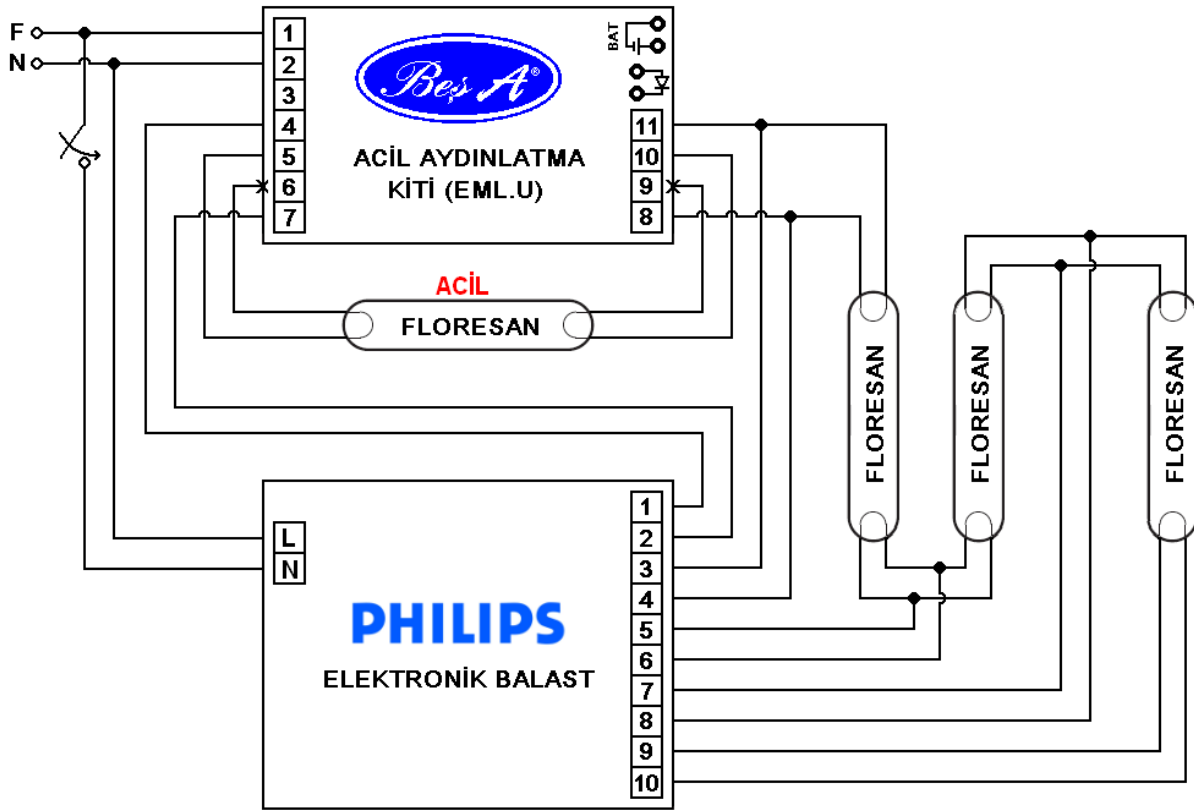 F
N
1
2
3
4
5
6
7
Beş A®
ACİL AYDINLATMA
KİTİ (EML.U)
BAT
11
10
9
8
ACİL
FLORESAN
FLORESAN
FLORESAN
FLORESAN
L
N
PHILIPS
ELEKTRONİK BALAST
1
2
3
4
5
6
7
8
9
10